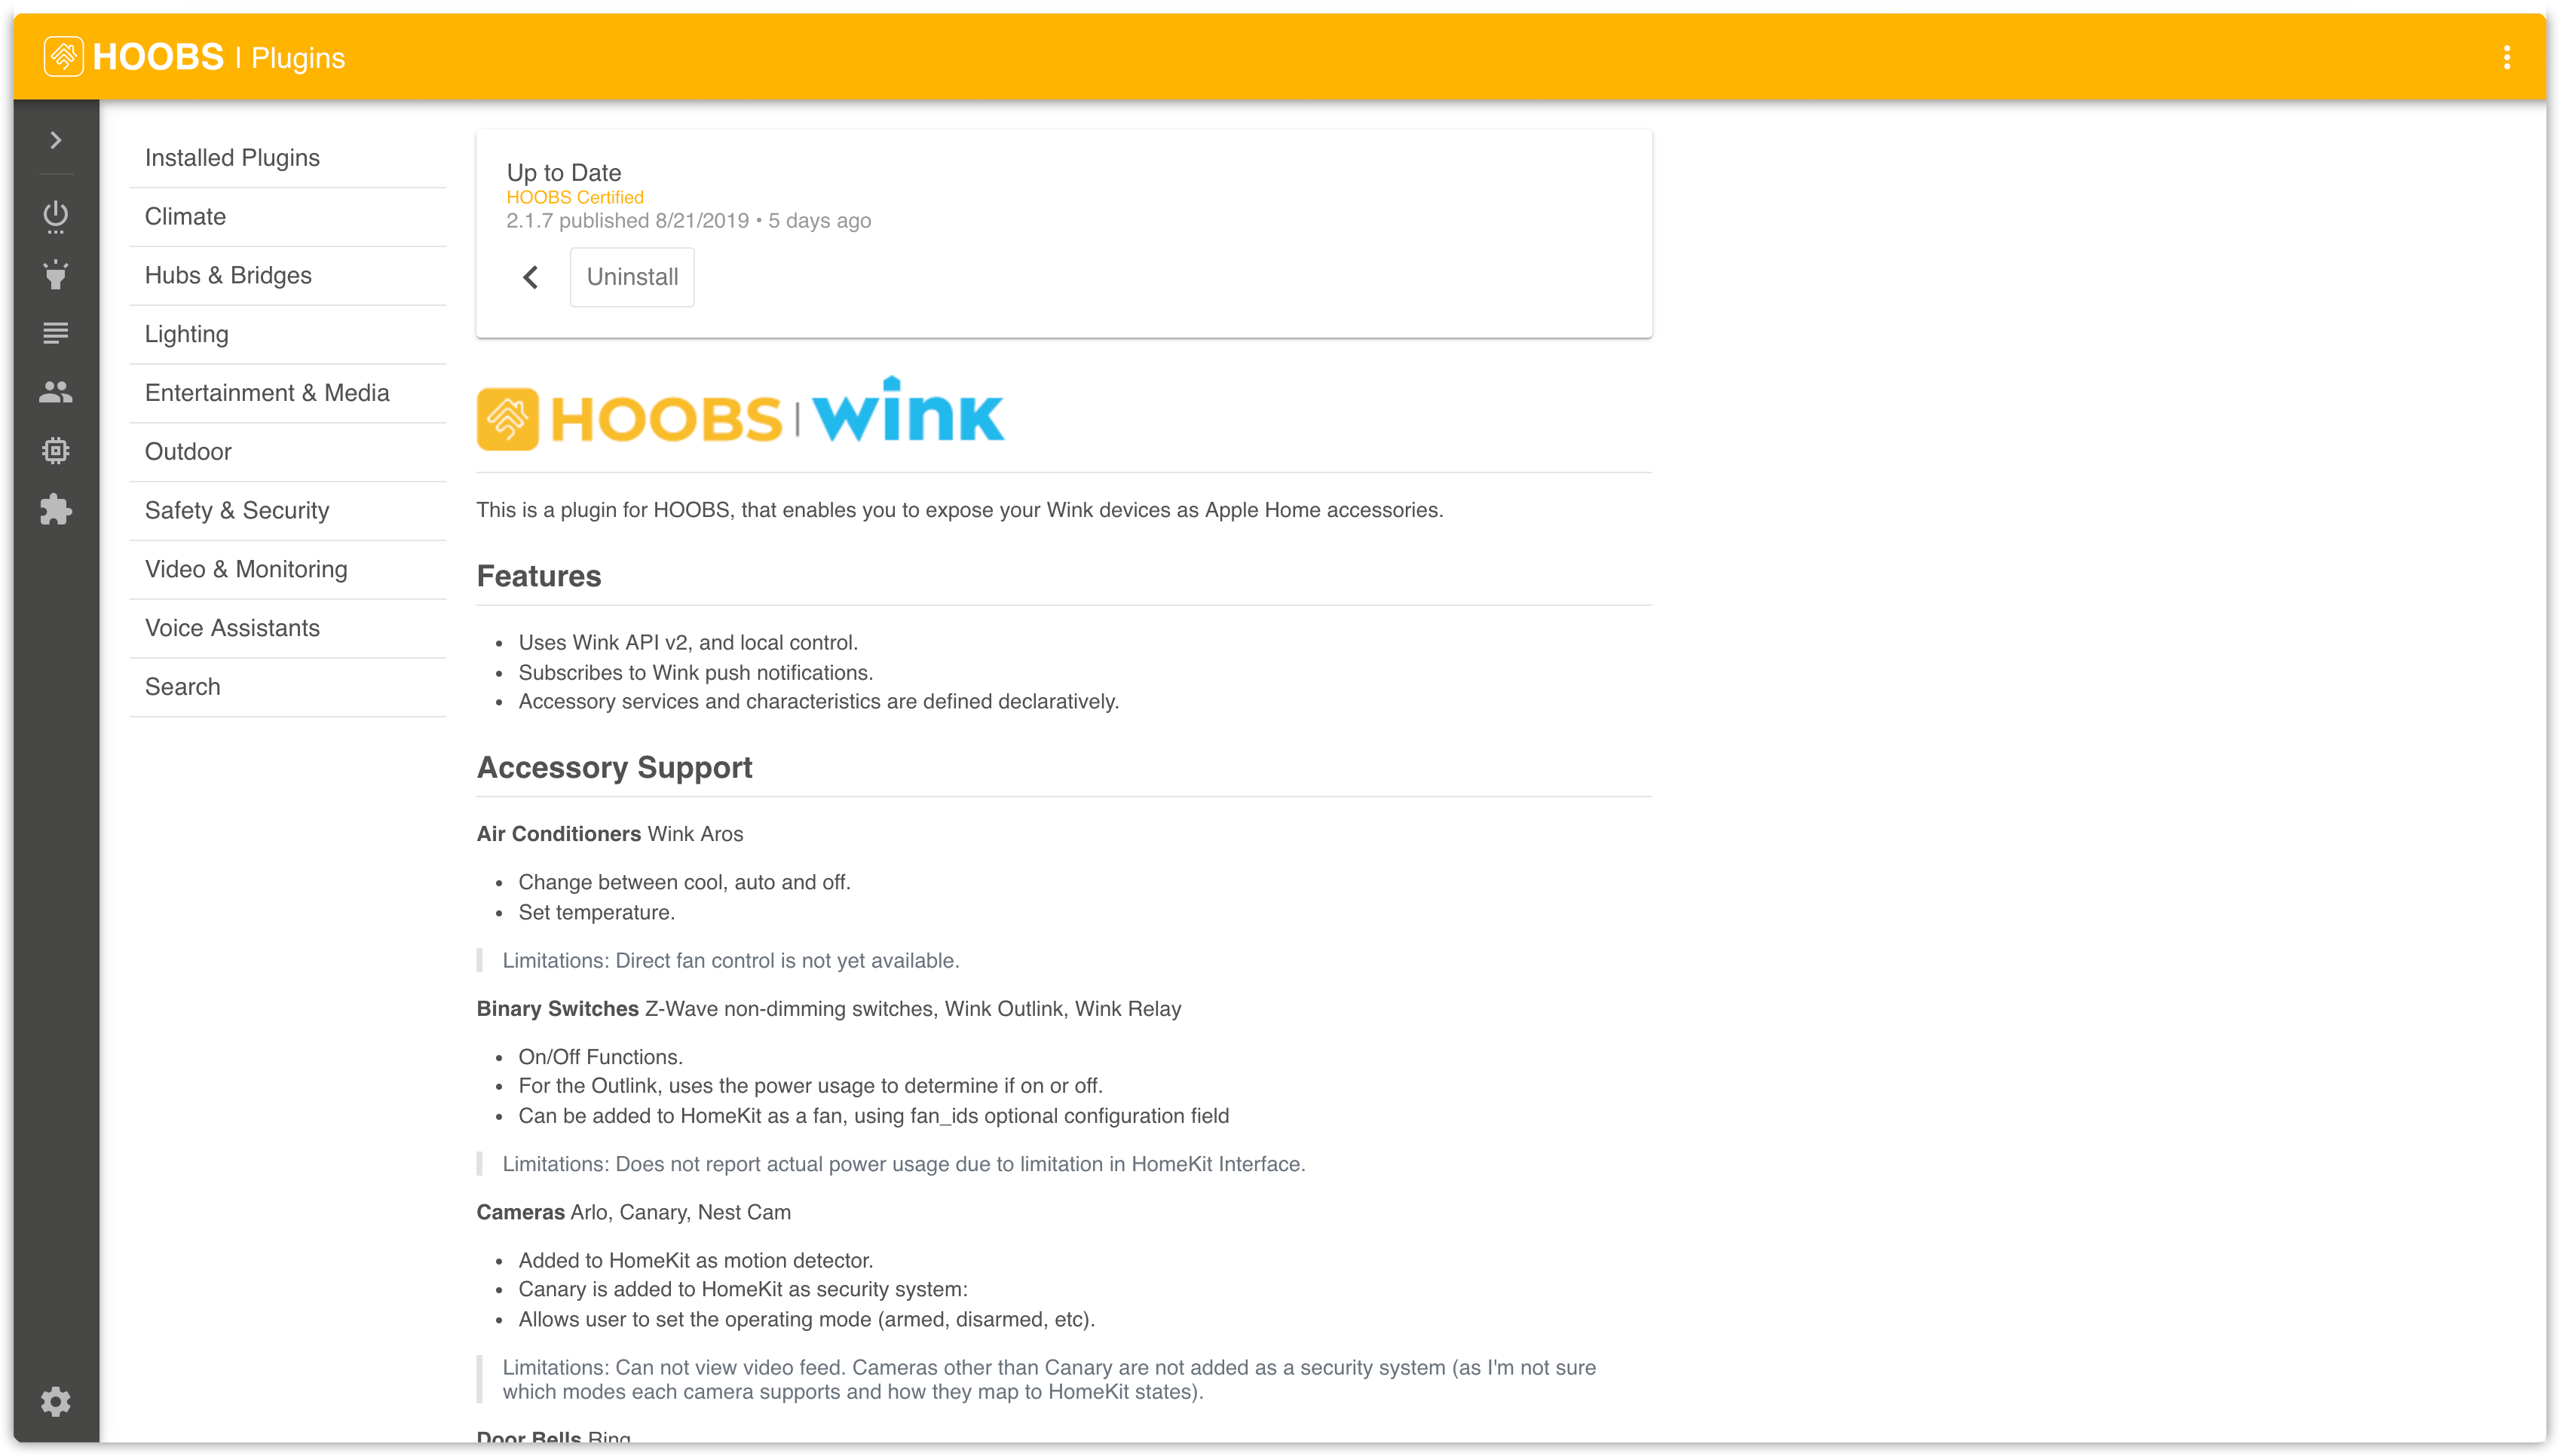 HOOBS | Plugins
Installed Plugins
Climate
Hubs & Bridges
Lighting
Entertainment & Media
Outdoor
Safety & Security
Video & Monitoring
Voice Assistants
Search
Up to Date
HOOBS Certified
2.1.7 published 8/21/2019 • 5 days ago
Uninstall
HOOBS | wink
This is a plugin for HOOBS, that enables you to expose your Wink devices as Apple Home accessories.
Features
• Uses Wink API v2, and local control.
• Subscribes to Wink push notifications.
• Accessory services and characteristics are defined declaratively.
Accessory Support
Air Conditioners Wink Aros
• Change between cool, auto and off.
• Set temperature.
Limitations: Direct fan control is not yet available.
Binary Switches Z-Wave non-dimming switches, Wink Outlink, Wink Relay
• On/Off Functions.
• For the Outlink, uses the power usage to determine if on or off.
• Can be added to HomeKit as a fan, using fan_ids optional configuration field
Limitations: Does not report actual power usage due to limitation in HomeKit Interface.
Cameras Arlo, Canary, Nest Cam
• Added to HomeKit as motion detector.
• Canary is added to HomeKit as security system:
• Allows user to set the operating mode (armed, disarmed, etc).
Limitations: Can not view video feed. Cameras other than Canary are not added as a security system (as I'm not sure
which modes each camera supports and how they map to HomeKit states).
Door Bells Ring